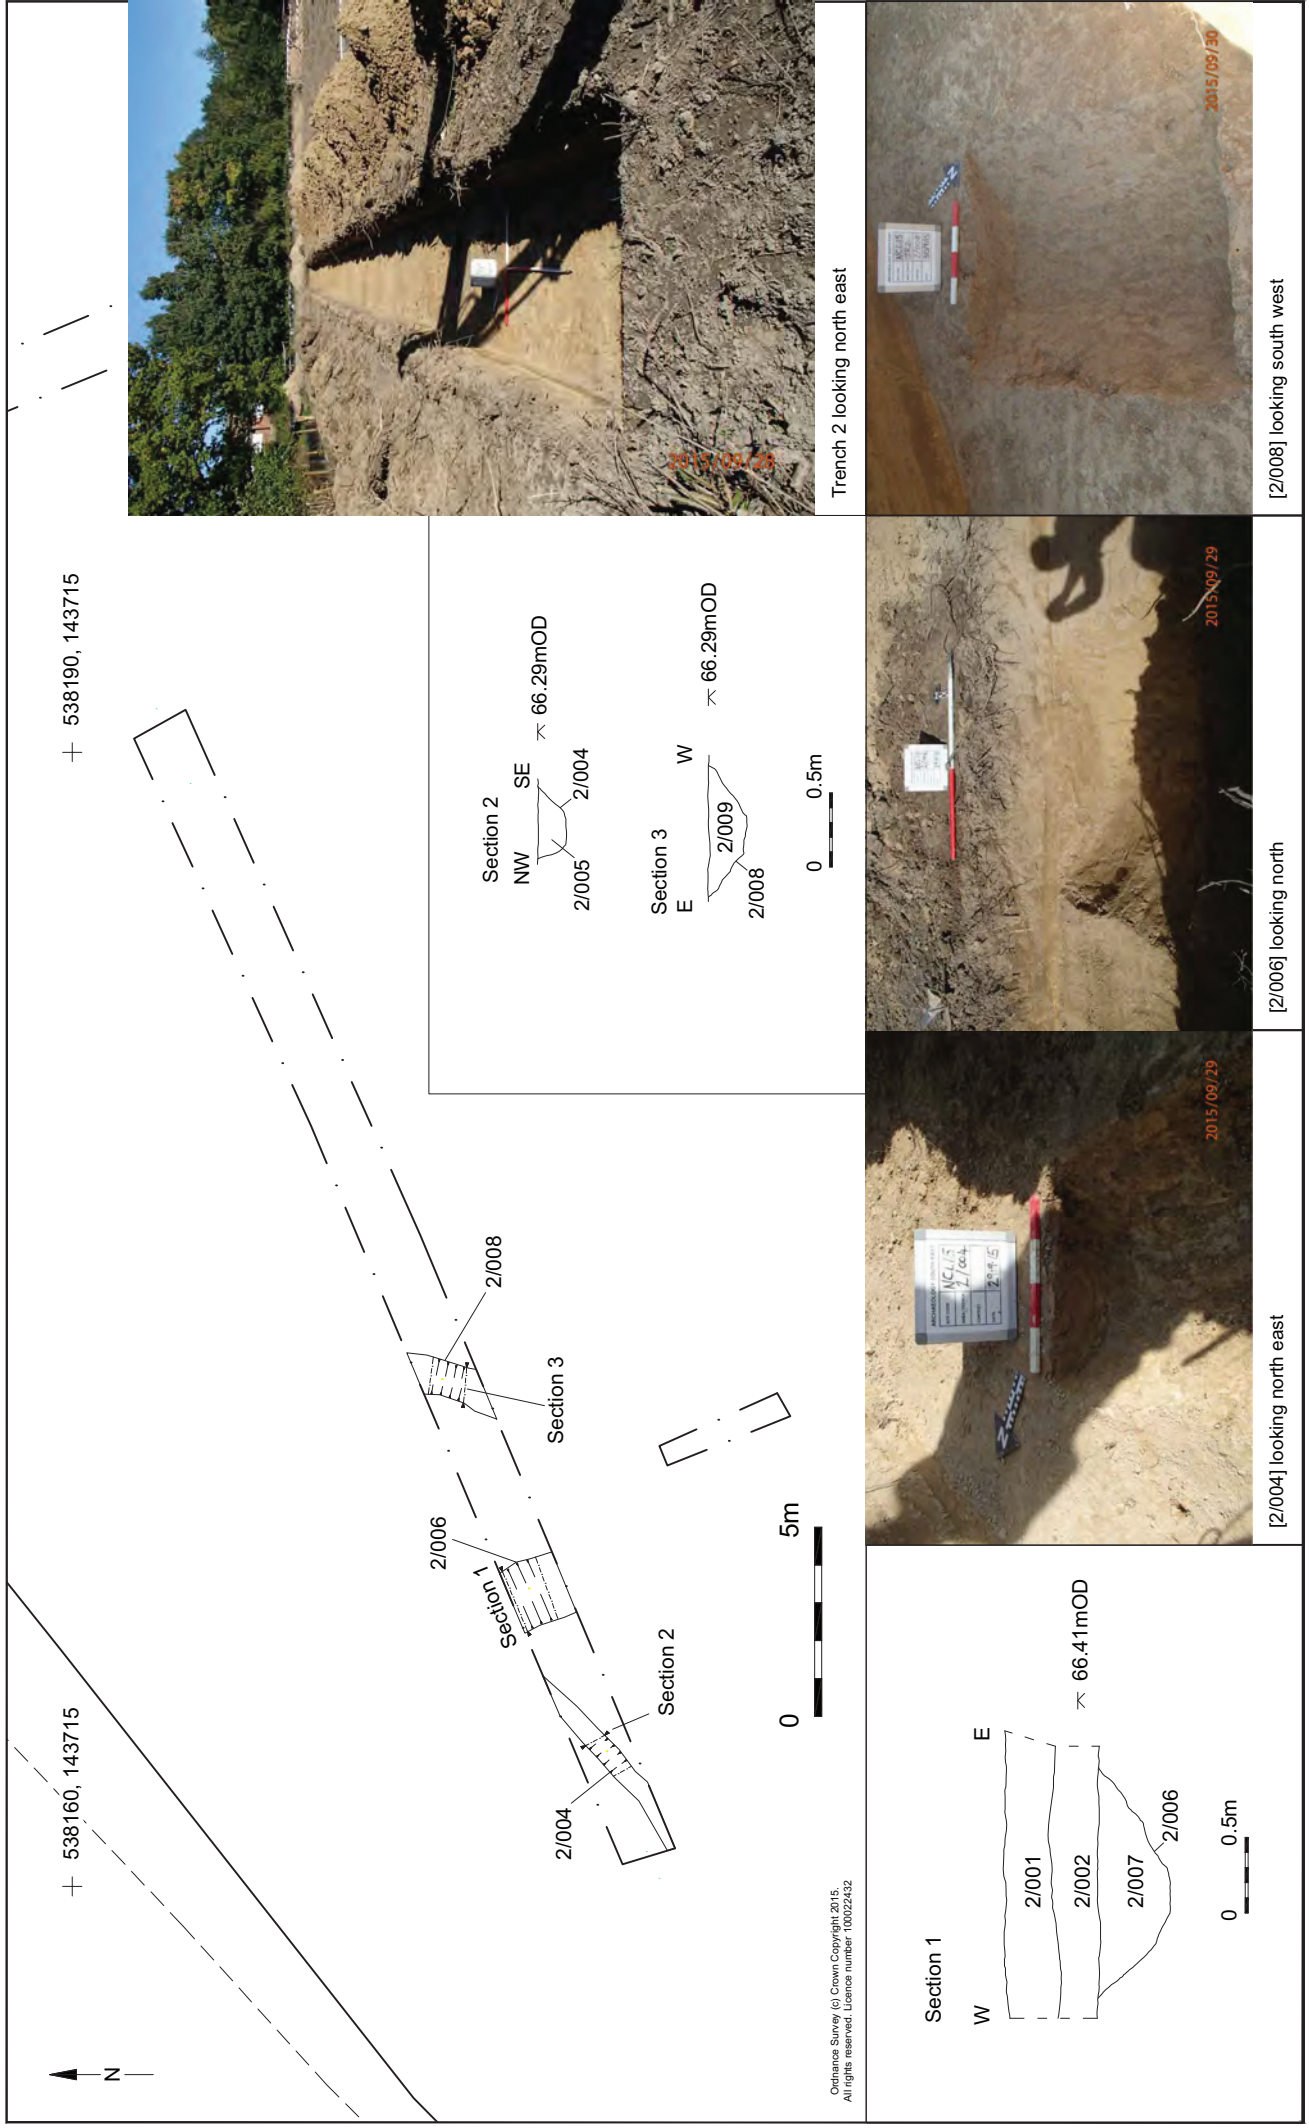 N
538160, 143715
538190, 143715
2/004
Section 2
Section 1
2/006
Section 3
2/008
0
5m
Ordnance Survey (c) Crown Copyright 2015.
All rights reserved. Licence number 100022432
Section 2
NW
SE
66.29mOD
2/005
2/004
Section 3
E
W
66.29mOD
2/009
2/008
0
0.5m
2015/09/28
Trench 2 looking north east
Section 1
W
E
2/001
2/002
66.41mOD
2/007
2/006
0
0.5m
NCL15
2/004
29.9.15
N
2015/09/29
[2/004] looking north east
2015/09/29
[2/006] looking north
N
2015/09/30
[2/008] looking south west